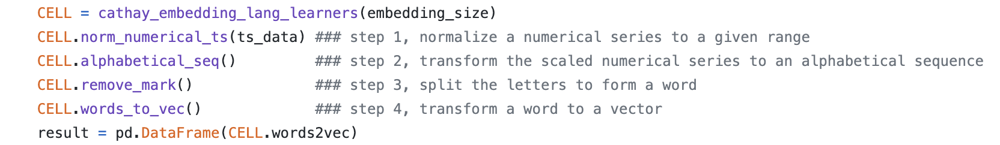 CELL = cathay_embedding_lang_learners(embedding_size)
CELL.norm_numerical_ts(ts_data) ### step 1, normalize a numerical series to a given range
CELL.alphabetical_seq()         ### step 2, transform the scaled numerical series to an alphabetical sequence
CELL.remove_mark()              ### step 3, split the letters to form a word
CELL.words_to_vec()             ### step 4, transform a word to a vector
result = pd.DataFrame(CELL.words2vec)